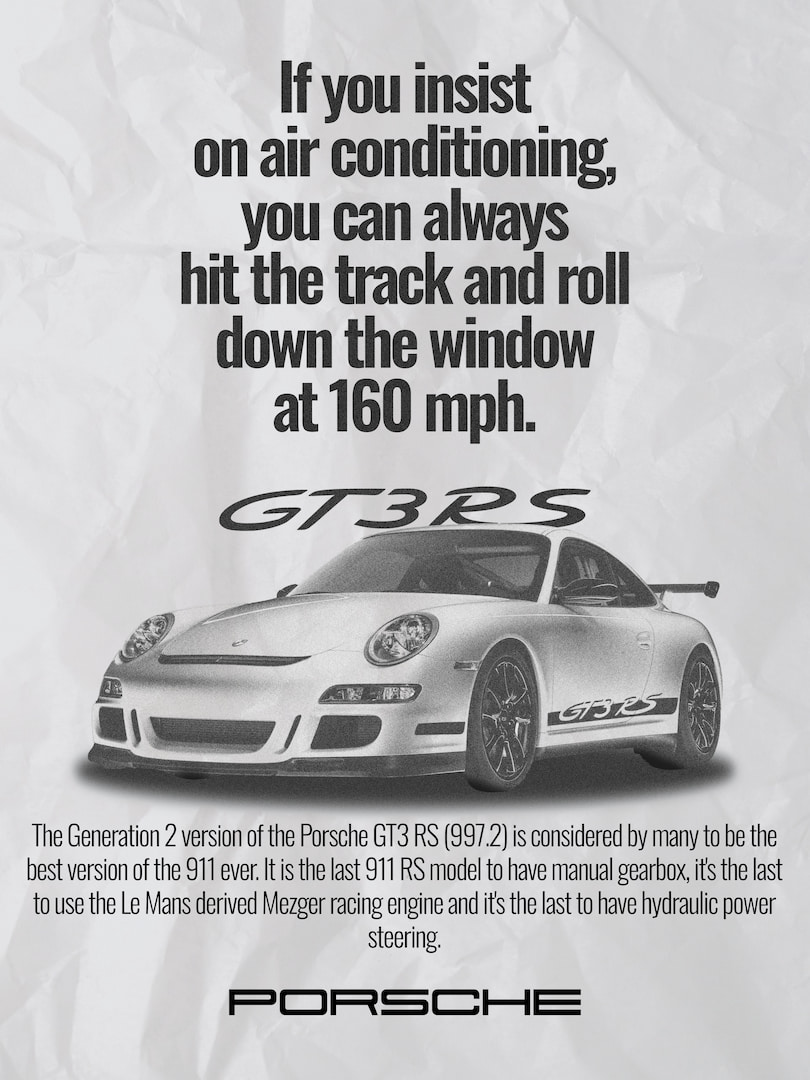 If you insist
on air conditioning,
you can always
hit the track and roll
down the window
at 160 mph.
GT3RS
GT3 RS
The Generation 2 version of the Porsche GT3 RS (997.2) is considered by many to be the
best version of the 911 ever. It is the last 911 RS model to have manual gearbox, it's the last
to use the Le Mans derived Mezger racing engine and it's the last to have hydraulic power
steering.
PORSCHE